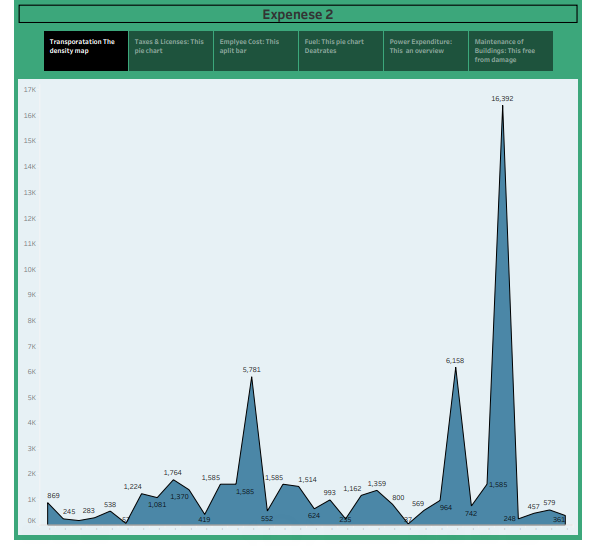 Expenese 2
Transporatation The
density map
Taxes & Licenses: This
pie chart
Emplyee Cost: This
split bar
Fuel: This pie chart
Deatrates
Power Expenditure:
This an overview
Maintenance of
Buildings: This free
from damage
17K
16K
15K
14K
13K
12K
11K
10K
9K
8K
7K
6K
5K
4K
3K
2K
1K
0K
869
245
283
538
1,224
1,081
1,764
1,370
419
1,585
1,585
5,781
552
1,585
1,514
624
993
1,162
1,359
800
569
964
6,158
742
1,585
16,392
248
457
579